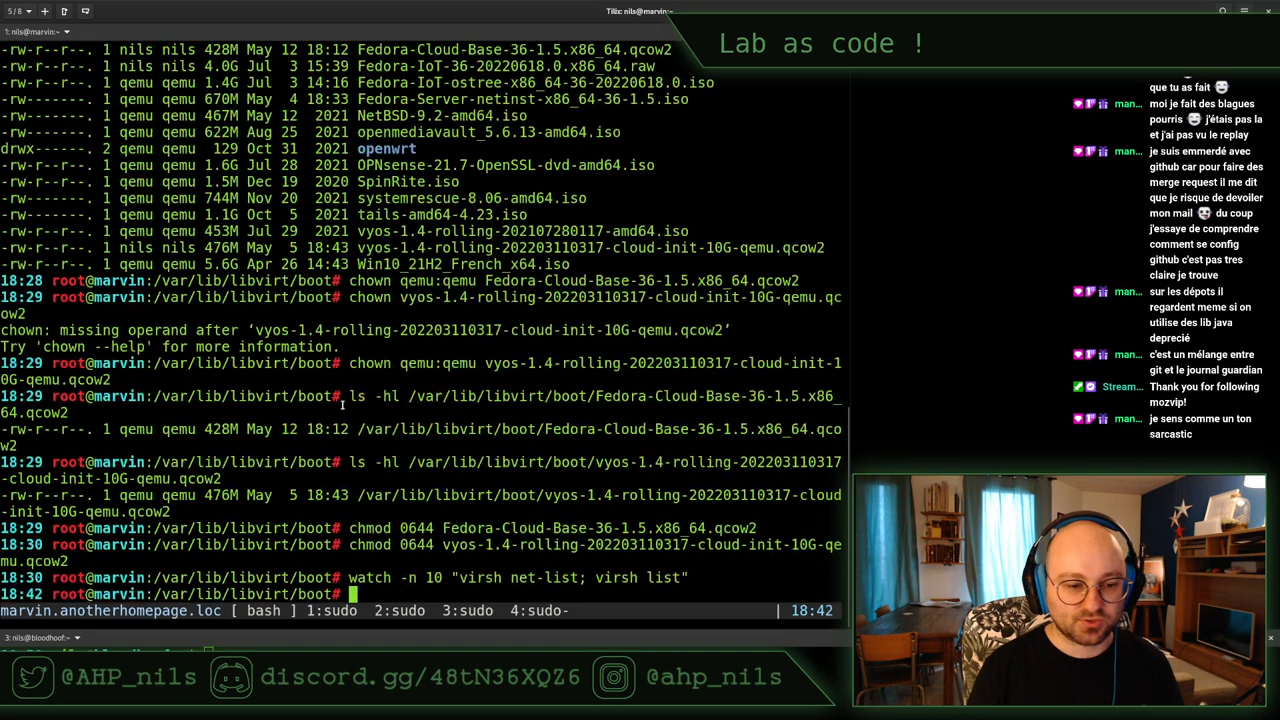 5/8
Tilix: nils@marvin:~
1: nils@marvin:~
Lab as code !
-rw-r--r--. 1 nils nils 428M May 12 18:12 Fedora-Cloud-Base-36-1.5.x86_64.qcow2
-rw-r--r--. 1 nils nils 4.0G Jul  3 15:39 Fedora-IoT-36-20220618.0.x86_64.raw
-rw-r--r--. 1 qemu qemu 1.4G Jul  3 14:16 Fedora-IoT-ostree-x86_64-36-20220618.0.iso
-rw-------. 1 qemu qemu 670M May  4 18:33 Fedora-Server-netinst-x86_64-36-1.5.iso
-rw-------. 1 qemu qemu 467M May 12  2021 NetBSD-9.2-amd64.iso
-rw-------. 1 qemu qemu 622M Aug 25  2021 openmediavault_5.6.13-amd64.iso
drwx------. 2 qemu qemu  129 Oct 31  2021 openwrt
-rw-r--r--. 1 qemu qemu 1.6G Jul 28  2021 OPNsense-21.7-OpenSSL-dvd-amd64.iso
-rw-r--r--. 1 qemu qemu 1.5M Dec 19  2020 SpinRite.iso
-rw-------. 1 qemu qemu 744M Nov 20  2021 systemrescue-8.06-amd64.iso
-rw-------. 1 qemu qemu 1.1G Oct  5  2021 tails-amd64-4.23.iso
-rw-------. 1 qemu qemu 453M Jul 29  2021 vyos-1.4-rolling-202107280117-amd64.iso
-rw-r--r--. 1 nils nils 476M May  5 18:43 vyos-1.4-rolling-202203110317-cloud-init-10G-qemu.qcow2
-rw-------. 1 qemu qemu 5.6G Apr 26 14:43 Win10_21H2_French_x64.iso
18:28 root@marvin:/var/lib/libvirt/boot# chown qemu:qemu Fedora-Cloud-Base-36-1.5.x86_64.qcow2
18:29 root@marvin:/var/lib/libvirt/boot# chown vyos-1.4-rolling-202203110317-cloud-init-10G-qemu.qc
ow2
chown: missing operand after ‘vyos-1.4-rolling-202203110317-cloud-init-10G-qemu.qcow2’
Try 'chown --help' for more information.
18:29 root@marvin:/var/lib/libvirt/boot# chown qemu:qemu vyos-1.4-rolling-202203110317-cloud-init-1
0G-qemu.qcow2
18:29 root@marvin:/var/lib/libvirt/boot# ls -hl /var/lib/libvirt/boot/Fedora-Cloud-Base-36-1.5.x86_
64.qcow2
-rw-r--r--. 1 qemu qemu 428M May 12 18:12 /var/lib/libvirt/boot/Fedora-Cloud-Base-36-1.5.x86_64.qco
w2
18:29 root@marvin:/var/lib/libvirt/boot# ls -hl /var/lib/libvirt/boot/vyos-1.4-rolling-202203110317
-cloud-init-10G-qemu.qcow2
-rw-r--r--. 1 qemu qemu 476M May  5 18:43 /var/lib/libvirt/boot/vyos-1.4-rolling-202203110317-cloud
-init-10G-qemu.qcow2
18:29 root@marvin:/var/lib/libvirt/boot# chmod 0644 Fedora-Cloud-Base-36-1.5.x86_64.qcow2
18:30 root@marvin:/var/lib/libvirt/boot# chmod 0644 vyos-1.4-rolling-202203110317-cloud-init-10G-qe
mu.qcow2
18:30 root@marvin:/var/lib/libvirt/boot# watch -n 10 "virsh net-list; virsh list"
18:42 root@marvin:/var/lib/libvirt/boot#
marvin.anotherhomepage.loc [ bash ] 1:sudo  2:sudo  3:sudo  4:sudo- | 18:42
3: nils@bloodhoof:~
que tu as fait
man... moi je fait des blagues
pourris j'étais pas la
et j'ai pas vu le replay
man... je suis emmerdé avec
github car pour faire des
merge request il me dit
que je risque de devoiler
mon mail du coup
j'essaye de comprendre
comment se config
github c'est pas tres
claire je trouve
man... sur les dépots il
regardent meme si on
utilise des lib java
deprecié
man... c'est un mélange entre
git et le journal guardian
Stream... Thank you for following
mozvip!
man... je sens comme un ton
sarcastic
@AHP_nils
discord.gg/48tN36XQZ6
@ahp_nils